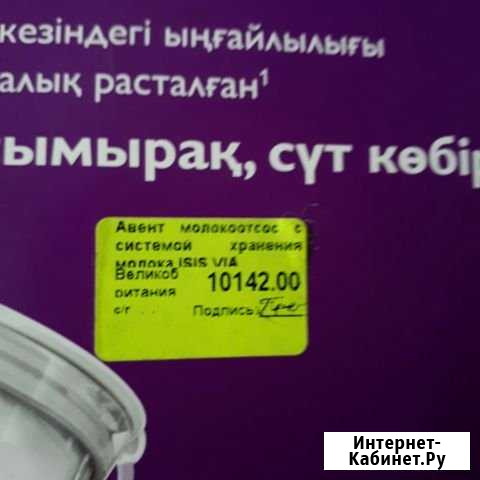 кезіндегі ыңғайлылығы
алық расталған¹
ымырақ, сүт көбір
Авент молокоотсос с
системой хранения
молока ISIS VIA
Великоб
ритания 10142.00
с/г . . Подпись:
Интернет-
Кабинет.Ру